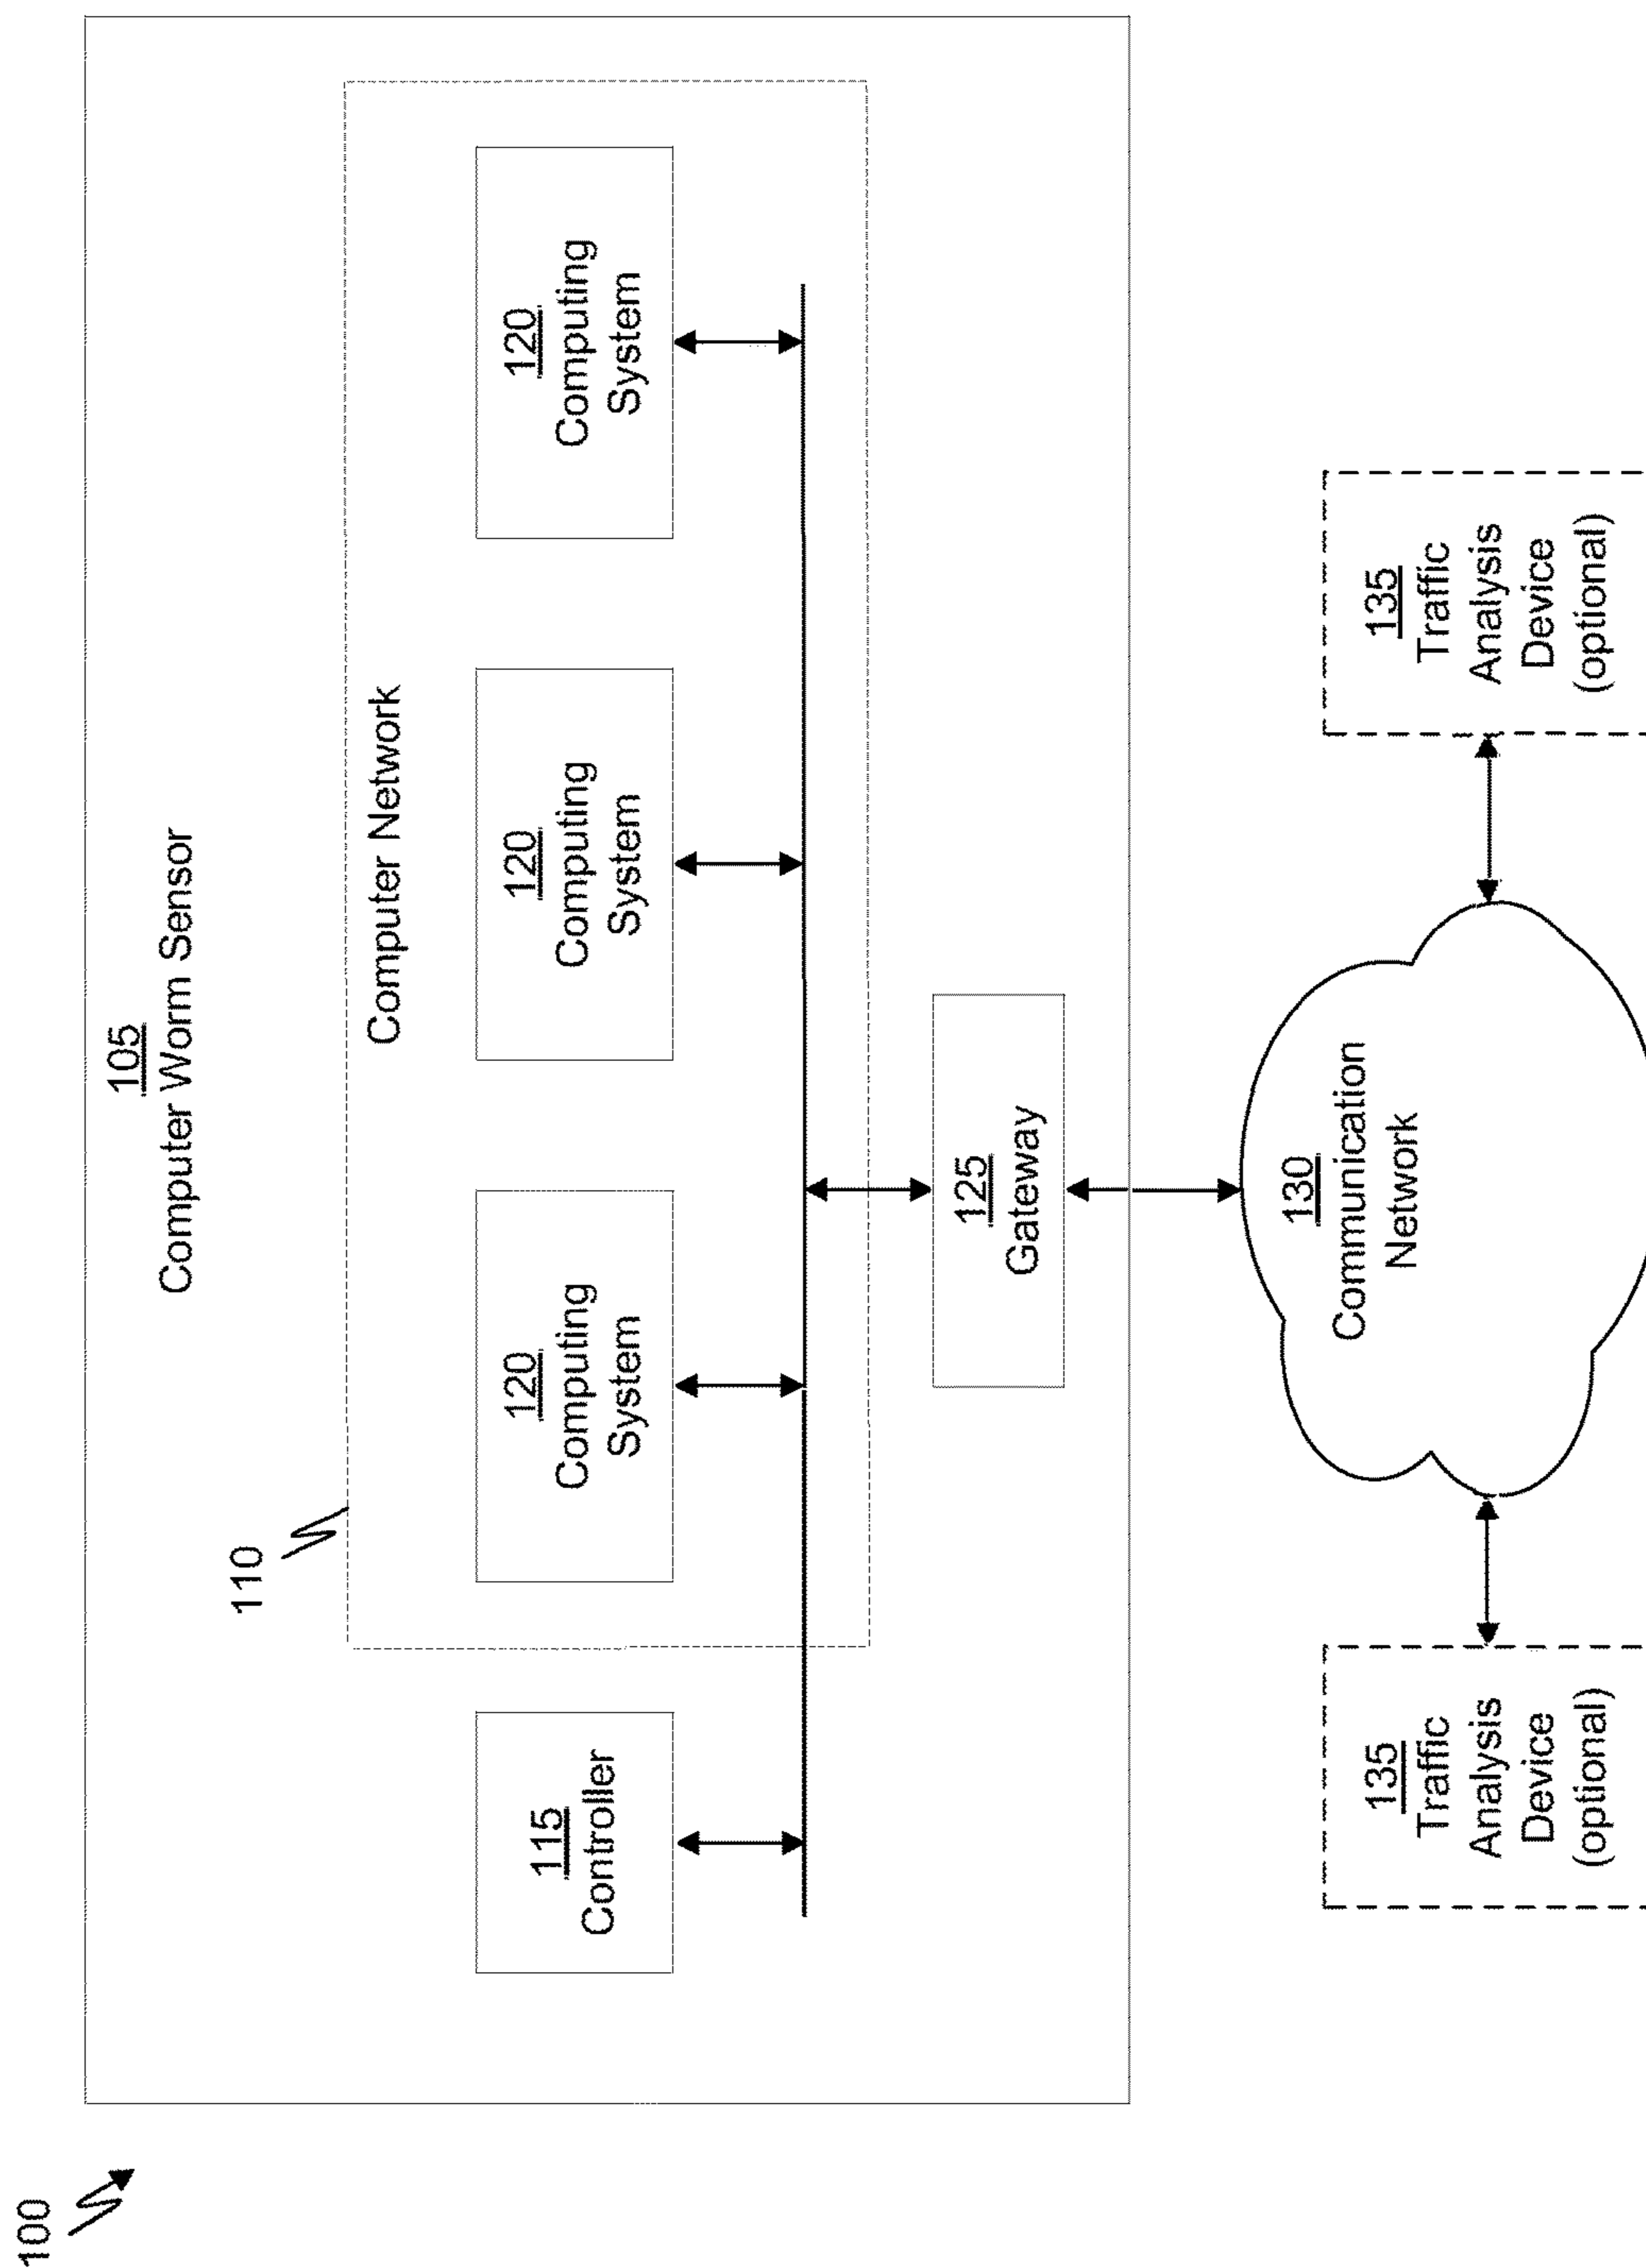 100
105
Computer Worm Sensor
110
Computer Network
115
Controller
120
Computing
System
120
Computing
System
120
Computing
System
125
Gateway
130
Communication
Network
135
Traffic
Analysis
Device
(optional)
135
Traffic
Analysis
Device
(optional)